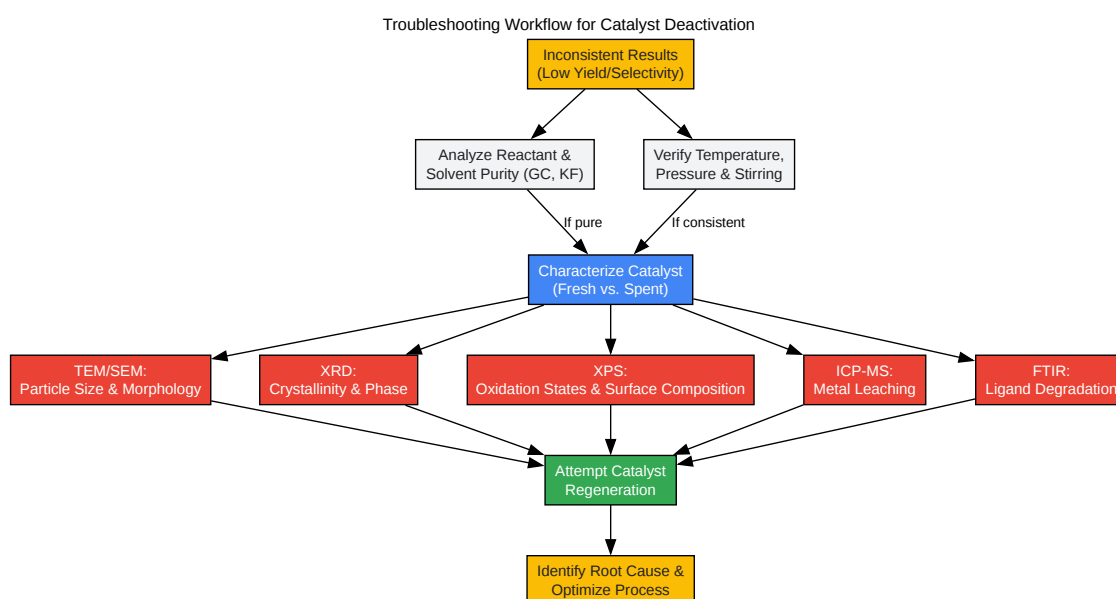 Troubleshooting Workflow for Catalyst Deactivation
Inconsistent Results
(Low Yield/Selectivity)
Analyze Reactant &
Solvent Purity (GC, KF)
Verify Temperature,
Pressure & Stirring
If pure
If consistent
Characterize Catalyst
(Fresh vs. Spent)
TEM/SEM:
Particle Size & Morphology
XRD:
Crystallinity & Phase
XPS:
Oxidation States & Surface Composition
ICP-MS:
Metal Leaching
FTIR:
Ligand Degradation
Attempt Catalyst
Regeneration
Identify Root Cause &
Optimize Process